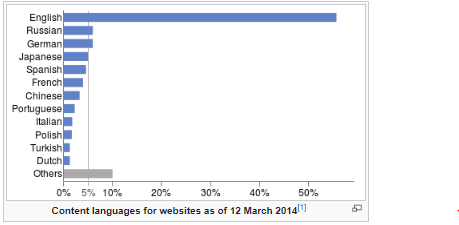 English
Russian
German
Japanese
Spanish
French
Chinese
Portuguese
Italian
Polish
Turkish
Dutch
Others
0% 5% 10% 20% 30% 40% 50%
Content languages for websites as of 12 March 2014[1]